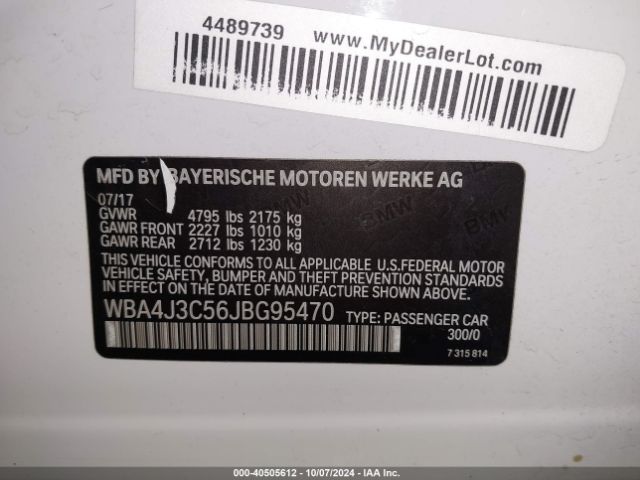 4489739 www.MyDealerLot.com
MFD BY BAYERISCHE MOTOREN WERKE AG
07/17
GVWR 4795 lbs 2175 kg
GAWR FRONT 2227 lbs 1010 kg
GAWR REAR 2712 lbs 1230 kg
THIS VEHICLE CONFORMS TO ALL APPLICABLE U.S.FEDERAL MOTOR
VEHICLE SAFETY, BUMPER AND THEFT PREVENTION STANDARDS
IN EFFECT ON THE DATE OF MANUFACTURE SHOWN ABOVE.
WBA4J3C56JBG95470 TYPE: PASSENGER CAR
300/0
7 315 814
BMW
BMW
000-40505612 - 10/07/2024 - IAA Inc.